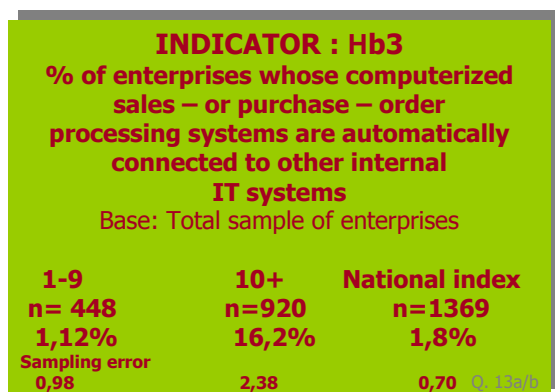 INDICATOR : Hb3
% of enterprises whose computerized
sales – or purchase – order
processing systems are automatically
connected to other internal
IT systems
Base: Total sample of enterprises
1-9 10+ National index
n= 448 n=920 n=1369
1,12% 16,2% 1,8%
Sampling error
0,98 2,38 0,70 Q. 13a/b